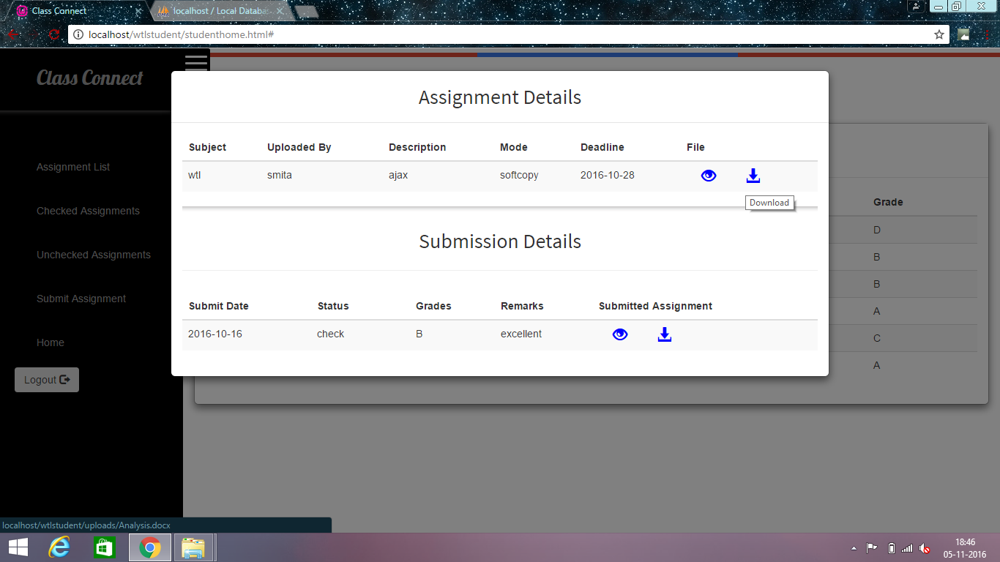 Class Connect
localhost / Local Databas
localhost/wtlstudent/studenthome.html#
Class Connect
Assignment List
Checked Assignments
Unchecked Assignments
Submit Assignment
Home
Logout
Assignment Details
Subject Uploaded By Description Mode Deadline File
wtl smita ajax softcopy 2016-10-28
Download
Submission Details
Submit Date Status Grades Remarks Submitted Assignment
2016-10-16 check B excellent
Grade
D
B
B
A
C
A
localhost/wtlstudent/uploads/Analysis.docx
18:46
05-11-2016